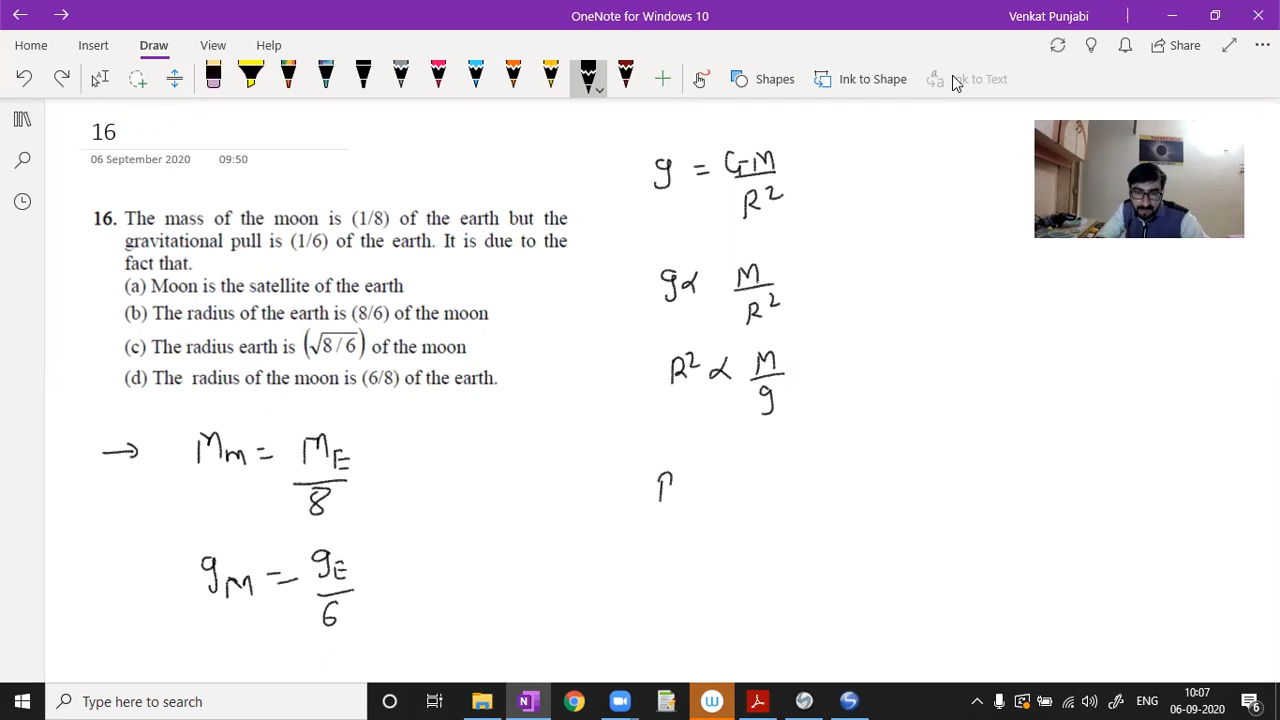 OneNote for Windows 10
Venkat Punjabi
Home Insert Draw View Help
Share
Shapes
Ink to Shape
Ink to Text
16
06 September 2020 09:50
16. The mass of the moon is (1/8) of the earth but the
gravitational pull is (1/6) of the earth. It is due to the
fact that.
(a) Moon is the satellite of the earth
(b) The radius of the earth is (8/6) of the moon
(c) The radius earth is (√8 / 6) of the moon
(d) The radius of the moon is (6/8) of the earth.
→ Mm = ME/8
gM = gE/6
g = GM/R²
g ∝ M/R²
R² ∝ M/g
Type here to search
ENG
10:07
06-09-2020
6